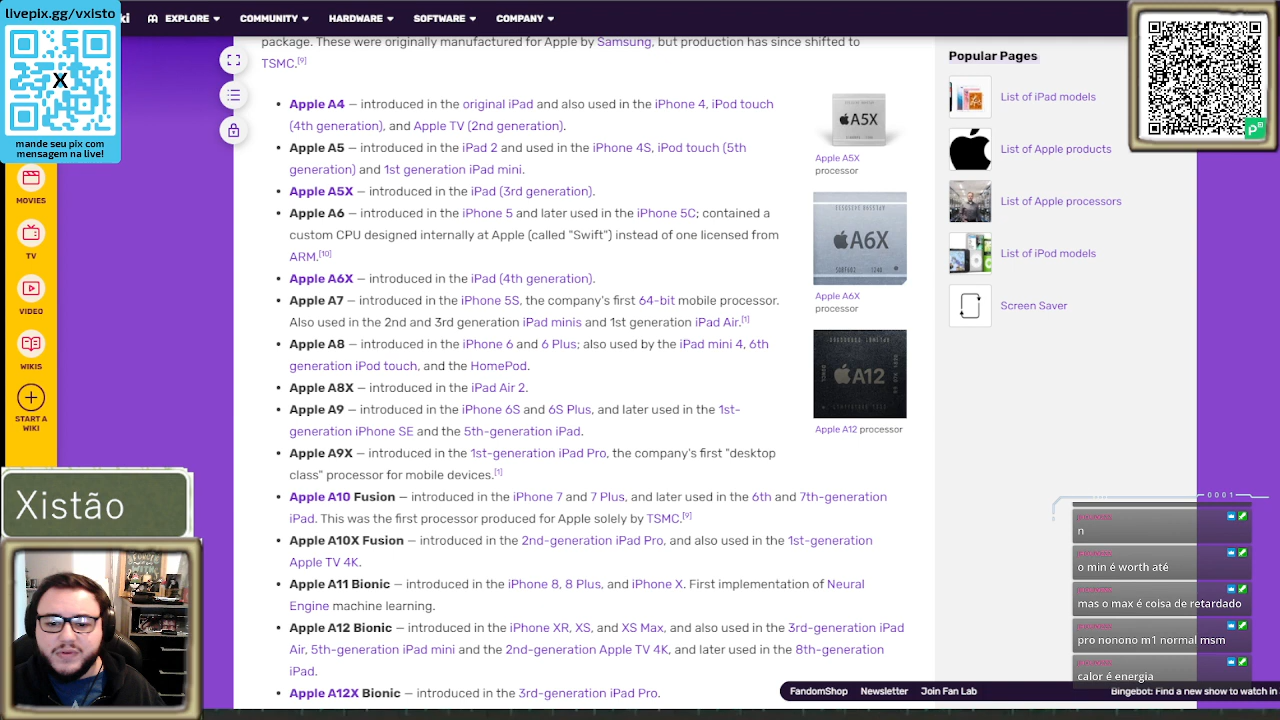 livepix.gg/vxisto
ki
EXPLORE
COMMUNITY
HARDWARE
SOFTWARE
COMPANY
X
mande seu pix com
mensagem na live!
MOVIES
TV
VIDEO
WIKIS
START A
WIKI
package. These were originally manufactured for Apple by Samsung, but production has since shifted to
TSMC.[9]
• Apple A4 — introduced in the original iPad and also used in the iPhone 4, iPod touch
(4th generation), and Apple TV (2nd generation).
• Apple A5 — introduced in the iPad 2 and used in the iPhone 4S, iPod touch (5th
generation) and 1st generation iPad mini.
• Apple A5X — introduced in the iPad (3rd generation).
• Apple A6 — introduced in the iPhone 5 and later used in the iPhone 5C; contained a
custom CPU designed internally at Apple (called "Swift") instead of one licensed from
ARM.[10]
• Apple A6X — introduced in the iPad (4th generation).
• Apple A7 — introduced in the iPhone 5S, the company's first 64-bit mobile processor.
Also used in the 2nd and 3rd generation iPad minis and 1st generation iPad Air.[1]
• Apple A8 — introduced in the iPhone 6 and 6 Plus; also used by the iPad mini 4, 6th
generation iPod touch, and the HomePod.
• Apple A8X — introduced in the iPad Air 2.
• Apple A9 — introduced in the iPhone 6S and 6S Plus, and later used in the 1st-
generation iPhone SE and the 5th-generation iPad.
• Apple A9X — introduced in the 1st-generation iPad Pro, the company's first "desktop
class" processor for mobile devices.[1]
• Apple A10 Fusion — introduced in the iPhone 7 and 7 Plus, and later used in the 6th and 7th-generation
iPad. This was the first processor produced for Apple solely by TSMC.[9]
• Apple A10X Fusion — introduced in the 2nd-generation iPad Pro, and also used in the 1st-generation
Apple TV 4K.
• Apple A11 Bionic — introduced in the iPhone 8, 8 Plus, and iPhone X. First implementation of Neural
Engine machine learning.
• Apple A12 Bionic — introduced in the iPhone XR, XS, and XS Max, and also used in the 3rd-generation iPad
Air, 5th-generation iPad mini and the 2nd-generation Apple TV 4K, and later used in the 8th-generation
iPad.
• Apple A12X Bionic — introduced in the 3rd-generation iPad Pro.
A5X
Apple A5X
processor
A6X
Apple A6X
processor
A12
Apple A12 processor
Popular Pages
List of iPad models
List of Apple products
List of Apple processors
List of iPod models
Screen Saver
Xistão
0001
n
o min é worth até
mas o max é coisa de retardado
pro nonono m1 normal msm
calor é energia
FandomShop
Newsletter
Join Fan Lab
Bingebot: Find a new show to watch in